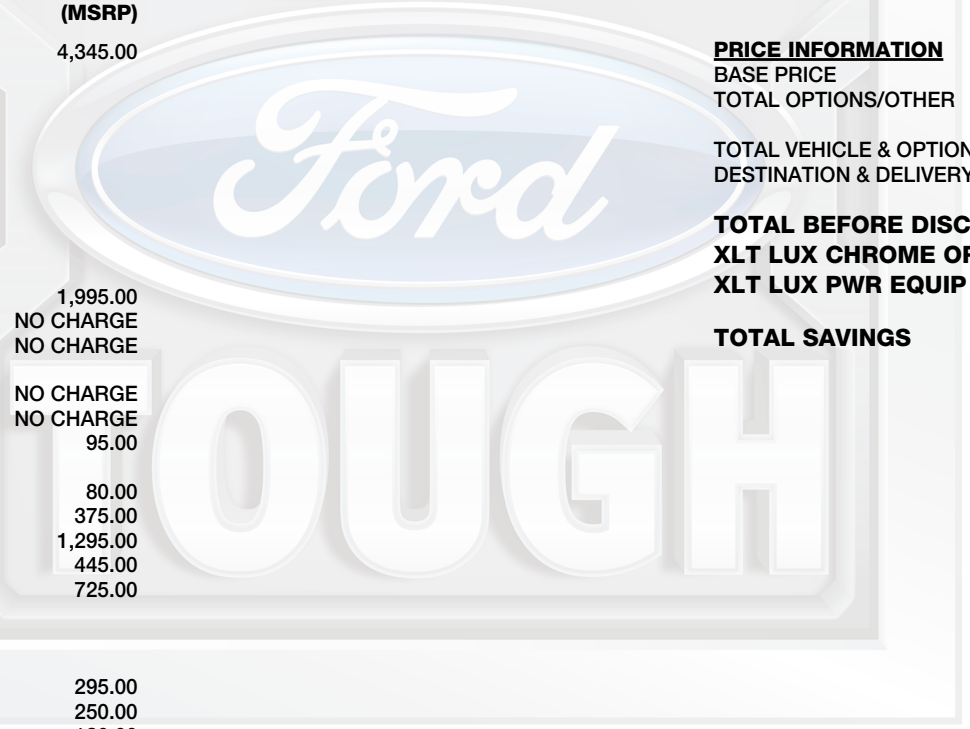 (MSRP)
4,345.00
1,995.00
NO CHARGE
NO CHARGE
NO CHARGE
NO CHARGE
95.00
80.00
375.00
1,295.00
445.00
725.00
295.00
250.00
PRICE INFORMATION
BASE PRICE
TOTAL OPTIONS/OTHER
TOTAL VEHICLE & OPTION
DESTINATION & DELIVERY
TOTAL BEFORE DISC
XLT LUX CHROME OP
XLT LUX PWR EQUIP
TOTAL SAVINGS
Ford
TOUGH